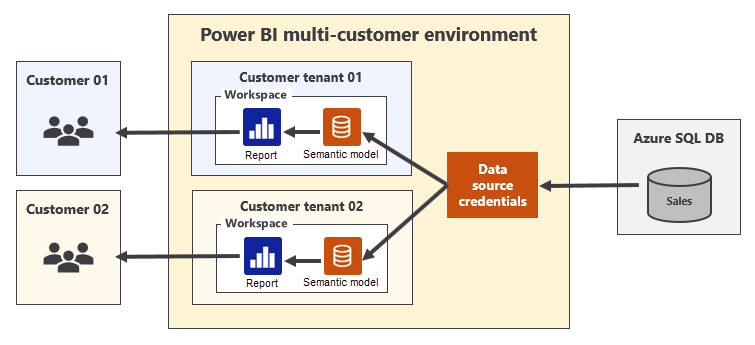 Power BI multi-customer environment
Customer 01
Customer tenant 01
Workspace
Report
Semantic model
Customer 02
Customer tenant 02
Workspace
Report
Semantic model
Data
source
credentials
Azure SQL DB
Sales